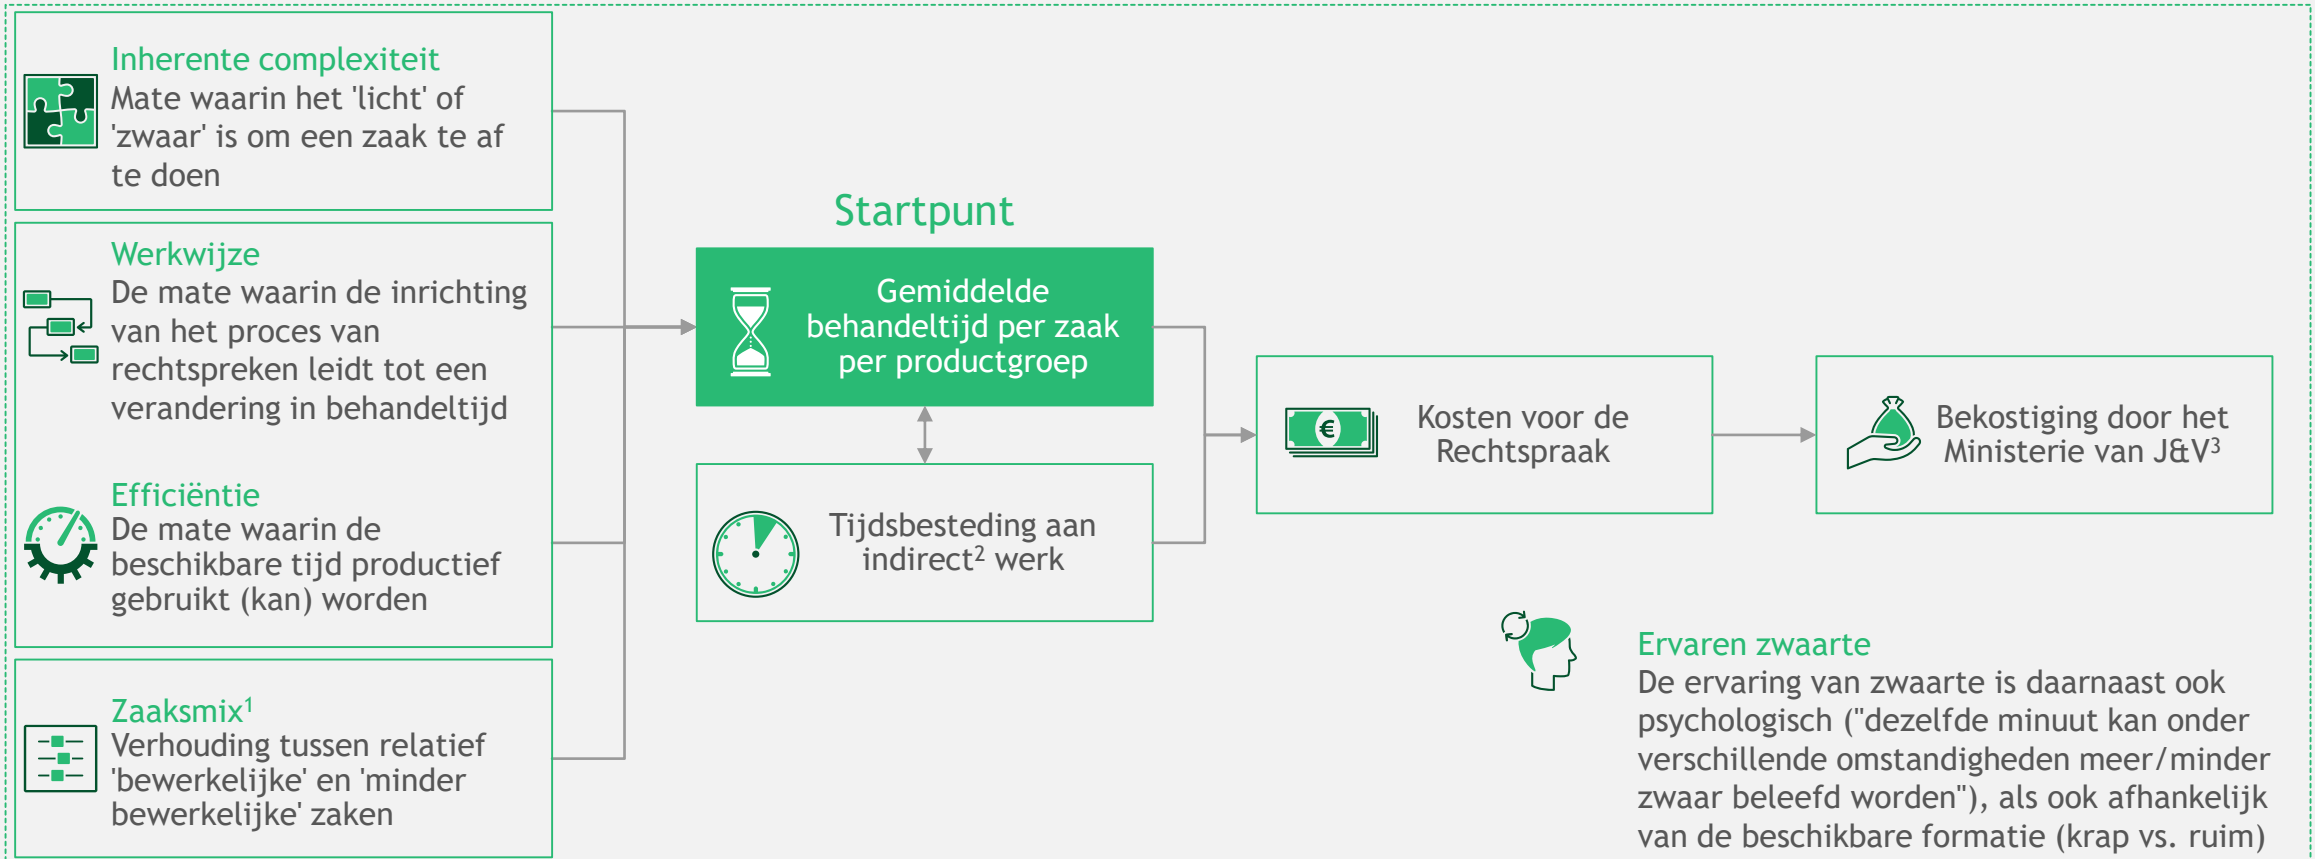 Inherente complexiteit
Mate waarin het 'licht' of
'zwaar' is om een zaak te af
te doen
Werkwijze
De mate waarin de inrichting
van het proces van
rechtspreken leidt tot een
verandering in behandeltijd
Efficiëntie
De mate waarin de
beschikbare tijd productief
gebruikt (kan) worden
Zaaksmix¹
Verhouding tussen relatief
'bewerkelijke' en 'minder
bewerkelijke' zaken
Startpunt
Gemiddelde
behandeltijd per zaak
per productgroep
Tijdsbesteding aan
indirect² werk
€
Kosten voor de
Rechtspraak
Bekostiging door het
Ministerie van J&V³
Ervaren zwaarte
De ervaring van zwaarte is daarnaast ook
psychologisch ("dezelfde minuut kan onder
verschillende omstandigheden meer/minder
zwaar beleefd worden"), als ook afhankelijk
van de beschikbare formatie (krap vs. ruim)